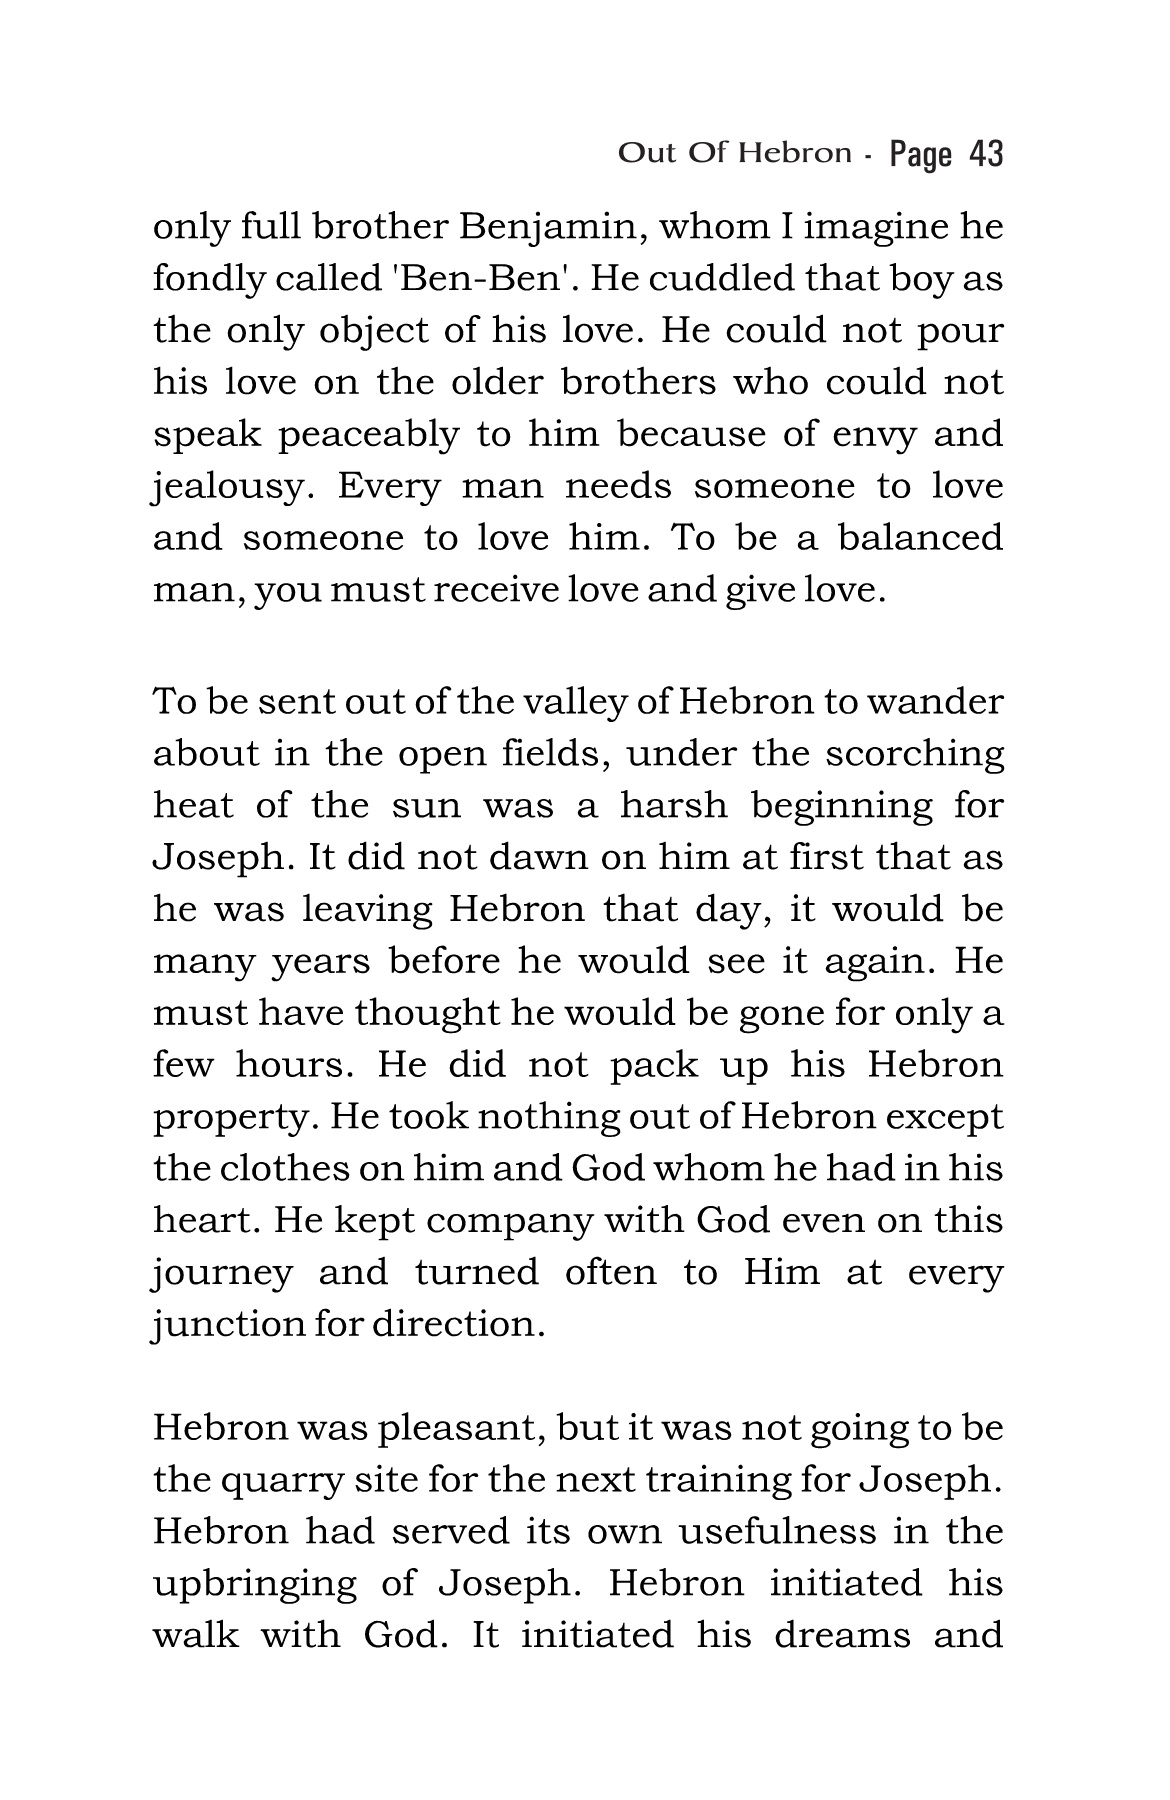 Out Of Hebron - Page 43
only full brother Benjamin, whom I imagine he
fondly called 'Ben-Ben'. He cuddled that boy as
the only object of his love. He could not pour
his love on the older brothers who could not
speak peaceably to him because of envy and
jealousy. Every man needs someone to love
and someone to love him. To be a balanced
man, you must receive love and give love.
To be sent out of the valley of Hebron to wander
about in the open fields, under the scorching
heat of the sun was a harsh beginning for
Joseph. It did not dawn on him at first that as
he was leaving Hebron that day, it would be
many years before he would see it again. He
must have thought he would be gone for only a
few hours. He did not pack up his Hebron
property. He took nothing out of Hebron except
the clothes on him and God whom he had in his
heart. He kept company with God even on this
journey and turned often to Him at every
junction for direction.
Hebron was pleasant, but it was not going to be
the quarry site for the next training for Joseph.
Hebron had served its own usefulness in the
upbringing of Joseph. Hebron initiated his
walk with God. It initiated his dreams and